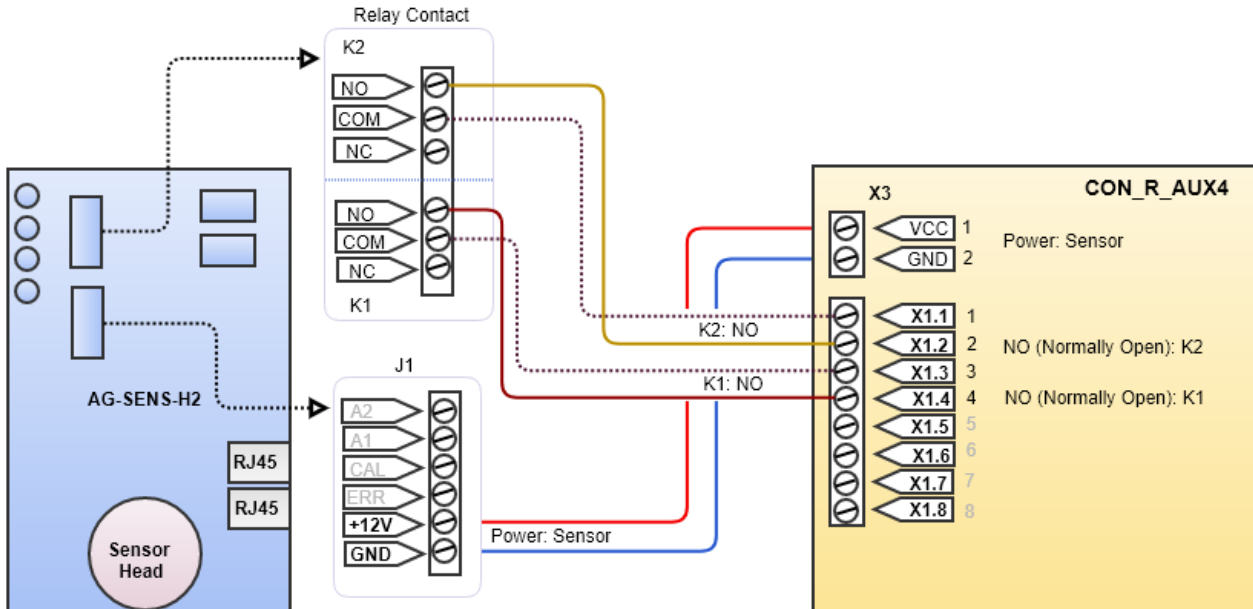 Relay Contact
K2
NO
COM
NC
NO
COM
NC
K1
AG-SENS-H2
RJ45
RJ45
Sensor
Head
J1
A2
A1
CAL
ERR
+12V
GND
Power: Sensor
K2: NO
K1: NO
CON_R_AUX4
X3
VCC 1
GND 2
Power: Sensor
X1.1 1
X1.2 2 NO (Normally Open): K2
X1.3 3
X1.4 4 NO (Normally Open): K1
X1.5 5
X1.6 6
X1.7 7
X1.8 8